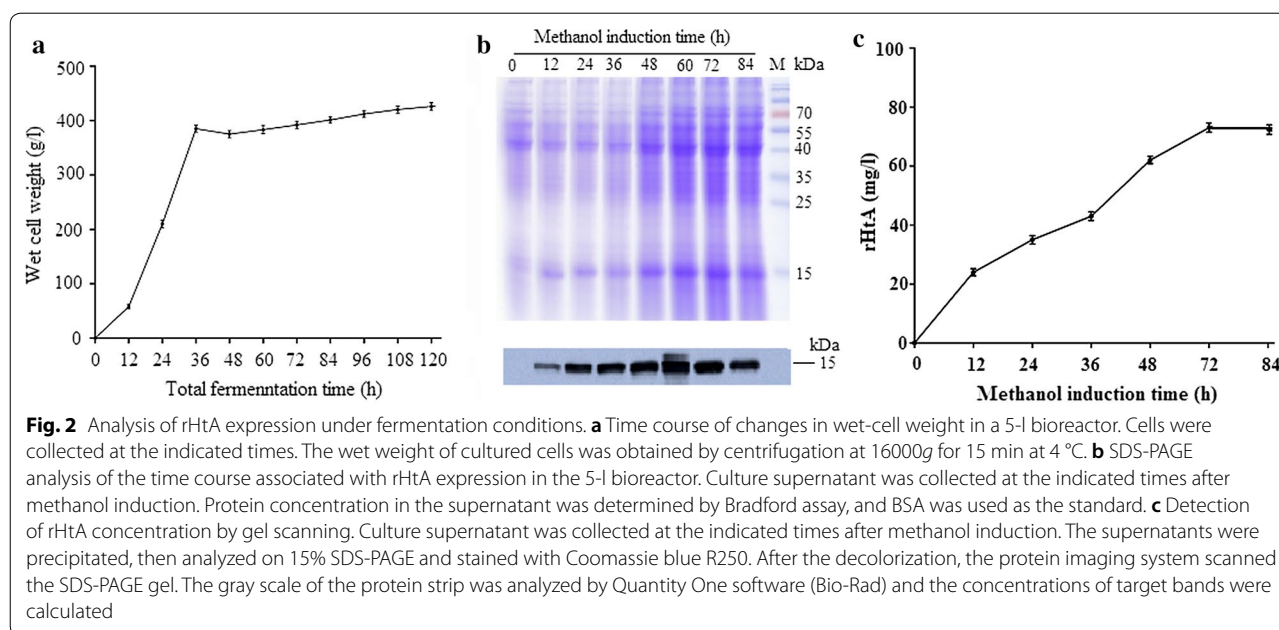 a
500
400
300
200
100
0
Wet cell weight (g/l)
0 12 24 36 48 60 72 84 96 108 120
Total fermenntation time (h)
b
Methanol induction time (h)
0 12 24 36 48 60 72 84 M kDa
70
55
40
35
25
15
kDa
15
c
100
80
60
40
20
0
rHtA (mg/l)
0 12 24 36 48 72 84
Methanol induction time (h)
Fig. 2 Analysis of rHtA expression under fermentation conditions. a Time course of changes in wet-cell weight in a 5-l bioreactor. Cells were
collected at the indicated times. The wet weight of cultured cells was obtained by centrifugation at 16000g for 15 min at 4 °C. b SDS-PAGE
analysis of the time course associated with rHtA expression in the 5-l bioreactor. Culture supernatant was collected at the indicated times after
methanol induction. Protein concentration in the supernatant was determined by Bradford assay, and BSA was used as the standard. c Detection
of rHtA concentration by gel scanning. Culture supernatant was collected at the indicated times after methanol induction. The supernatants were
precipitated, then analyzed on 15% SDS-PAGE and stained with Coomassie blue R250. After the decolorization, the protein imaging system scanned
the SDS-PAGE gel. The gray scale of the protein strip was analyzed by Quantity One software (Bio-Rad) and the concentrations of target bands were
calculated